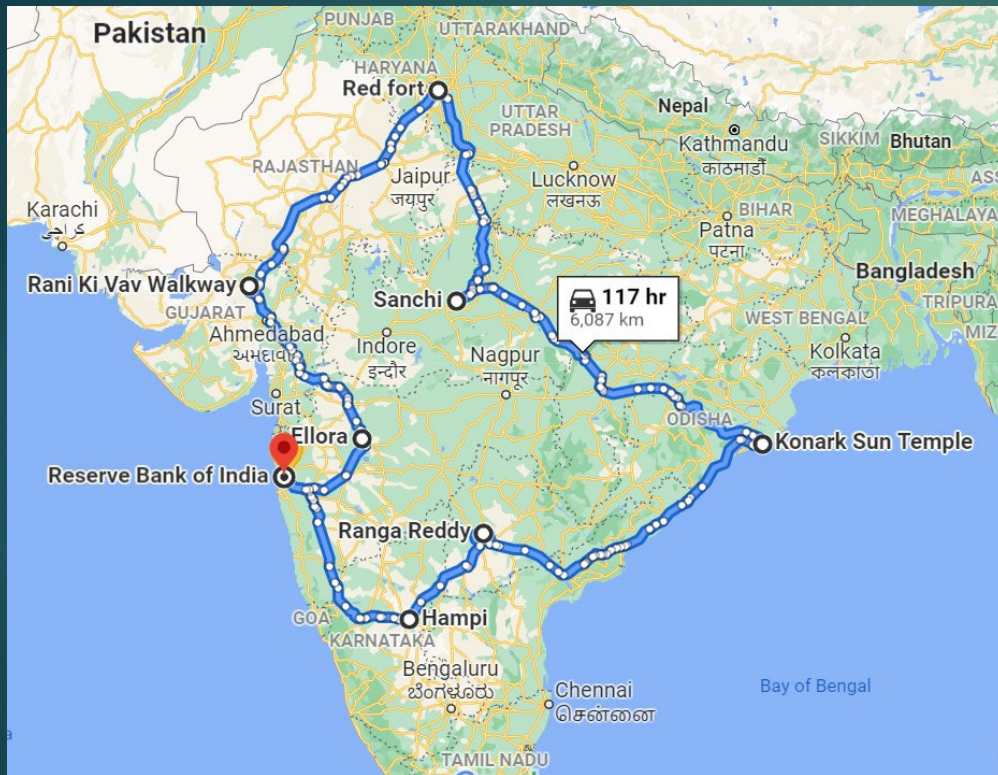 PUNJAB
UTTARAKHAND
Pakistan
HARYANA
Red fort
Nepal
UTTAR
PRADESH
Kathmandu
काठमाडौँ
SIKKIM
Bhutan
RAJASTHAN
Jaipur
जयपुर
Lucknow
लखनऊ
ASS
Karachi
کراچی
BIHAR
Patna
पटना
MEGHALAYA
Rani Ki Vav Walkway
GUJARAT
Sanchi
117 hr
6,087 km
Bangladesh
TRIPURA
Ahmedabad
અમદાવાદ
Indore
इन्दौर
Nagpur
नागपुर
WEST BENGAL
MIZ
Kolkata
কলকাতা
Surat
ODISHA
Ellora
Konark Sun Temple
Reserve Bank of India
Ranga Reddy
GOA
Hampi
KARNATAKA
Bengaluru
ಬೆಂಗಳೂರು
Chennai
சென்னை
Bay of Bengal
a
TAMIL NADU